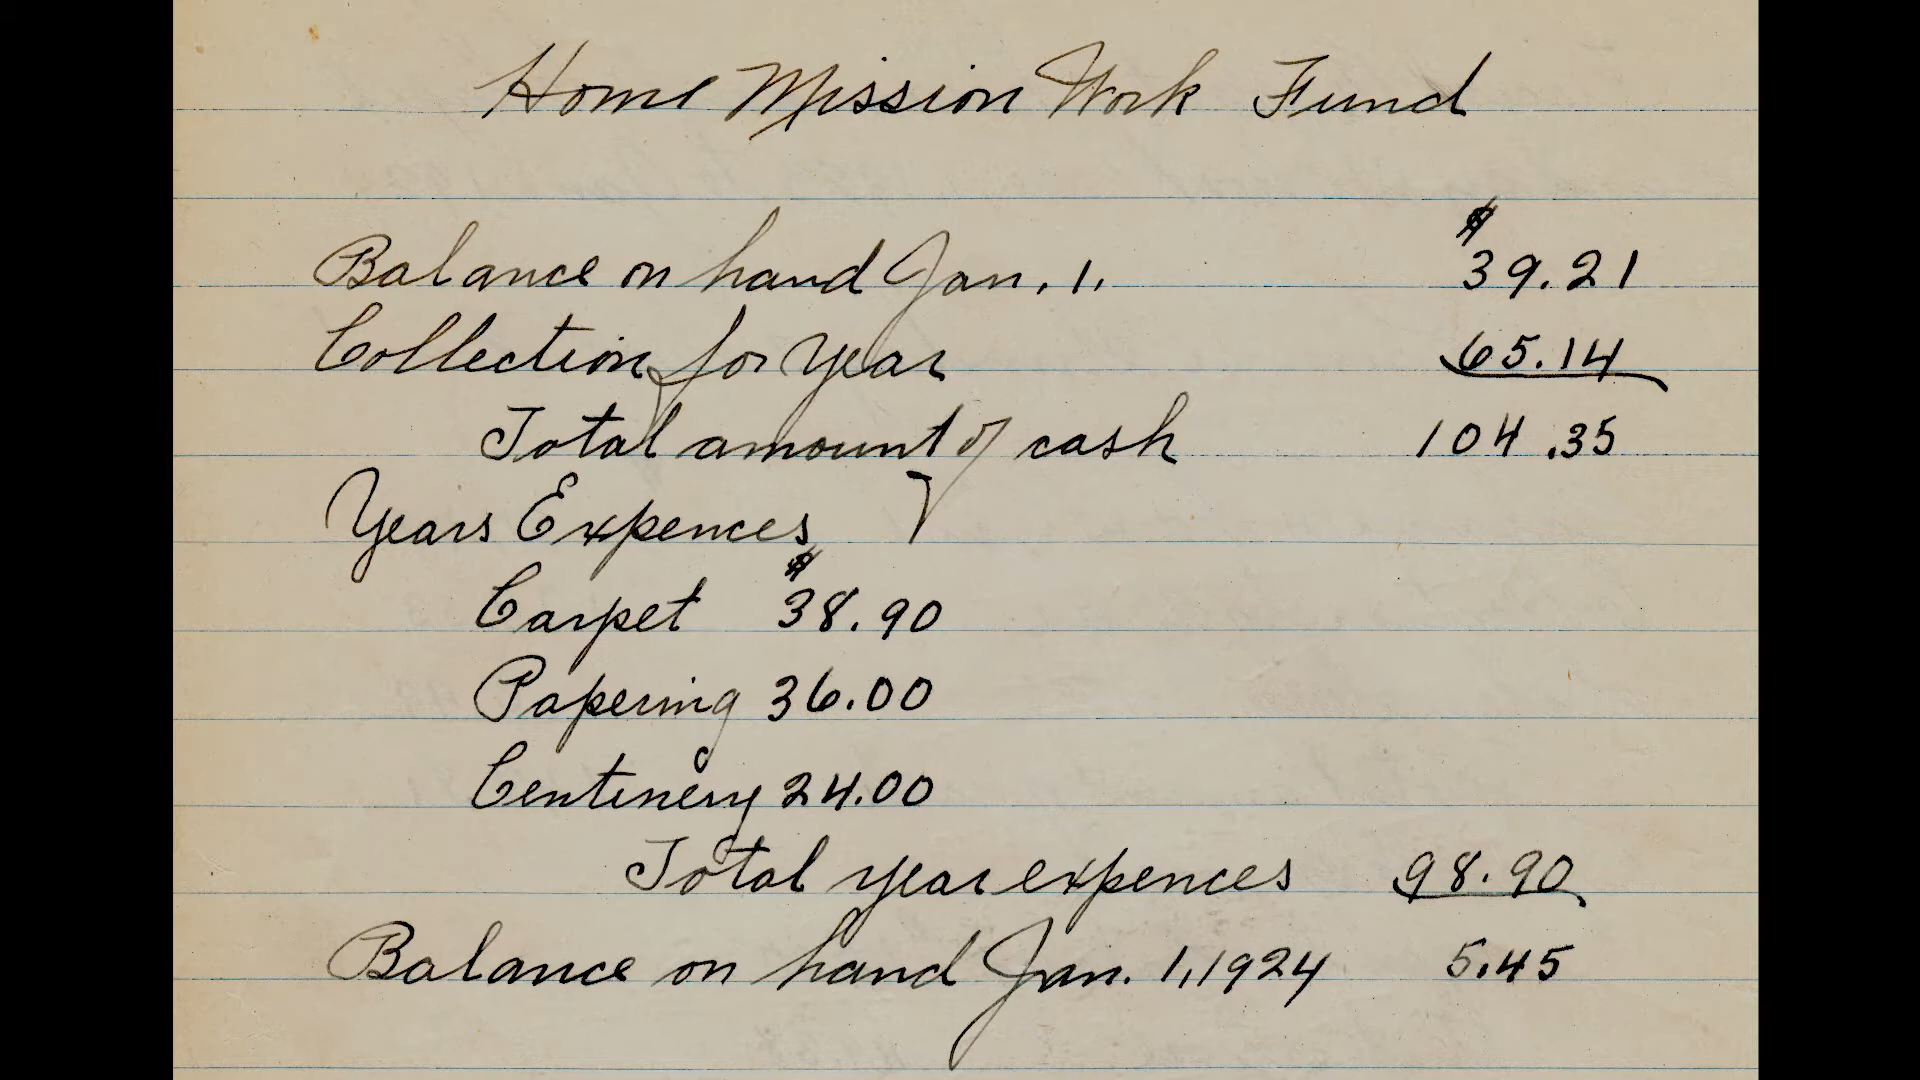 Home Mission Work Fund
Balance on hand Jan. 1. $39.21
Collection for Year 65.14
Total amount of cash 104.35
Years Expences
Carpet $38.90
Papering 36.00
Centinery 24.00
Total year expences 98.90
Balance on hand Jan. 1, 1924 5.45